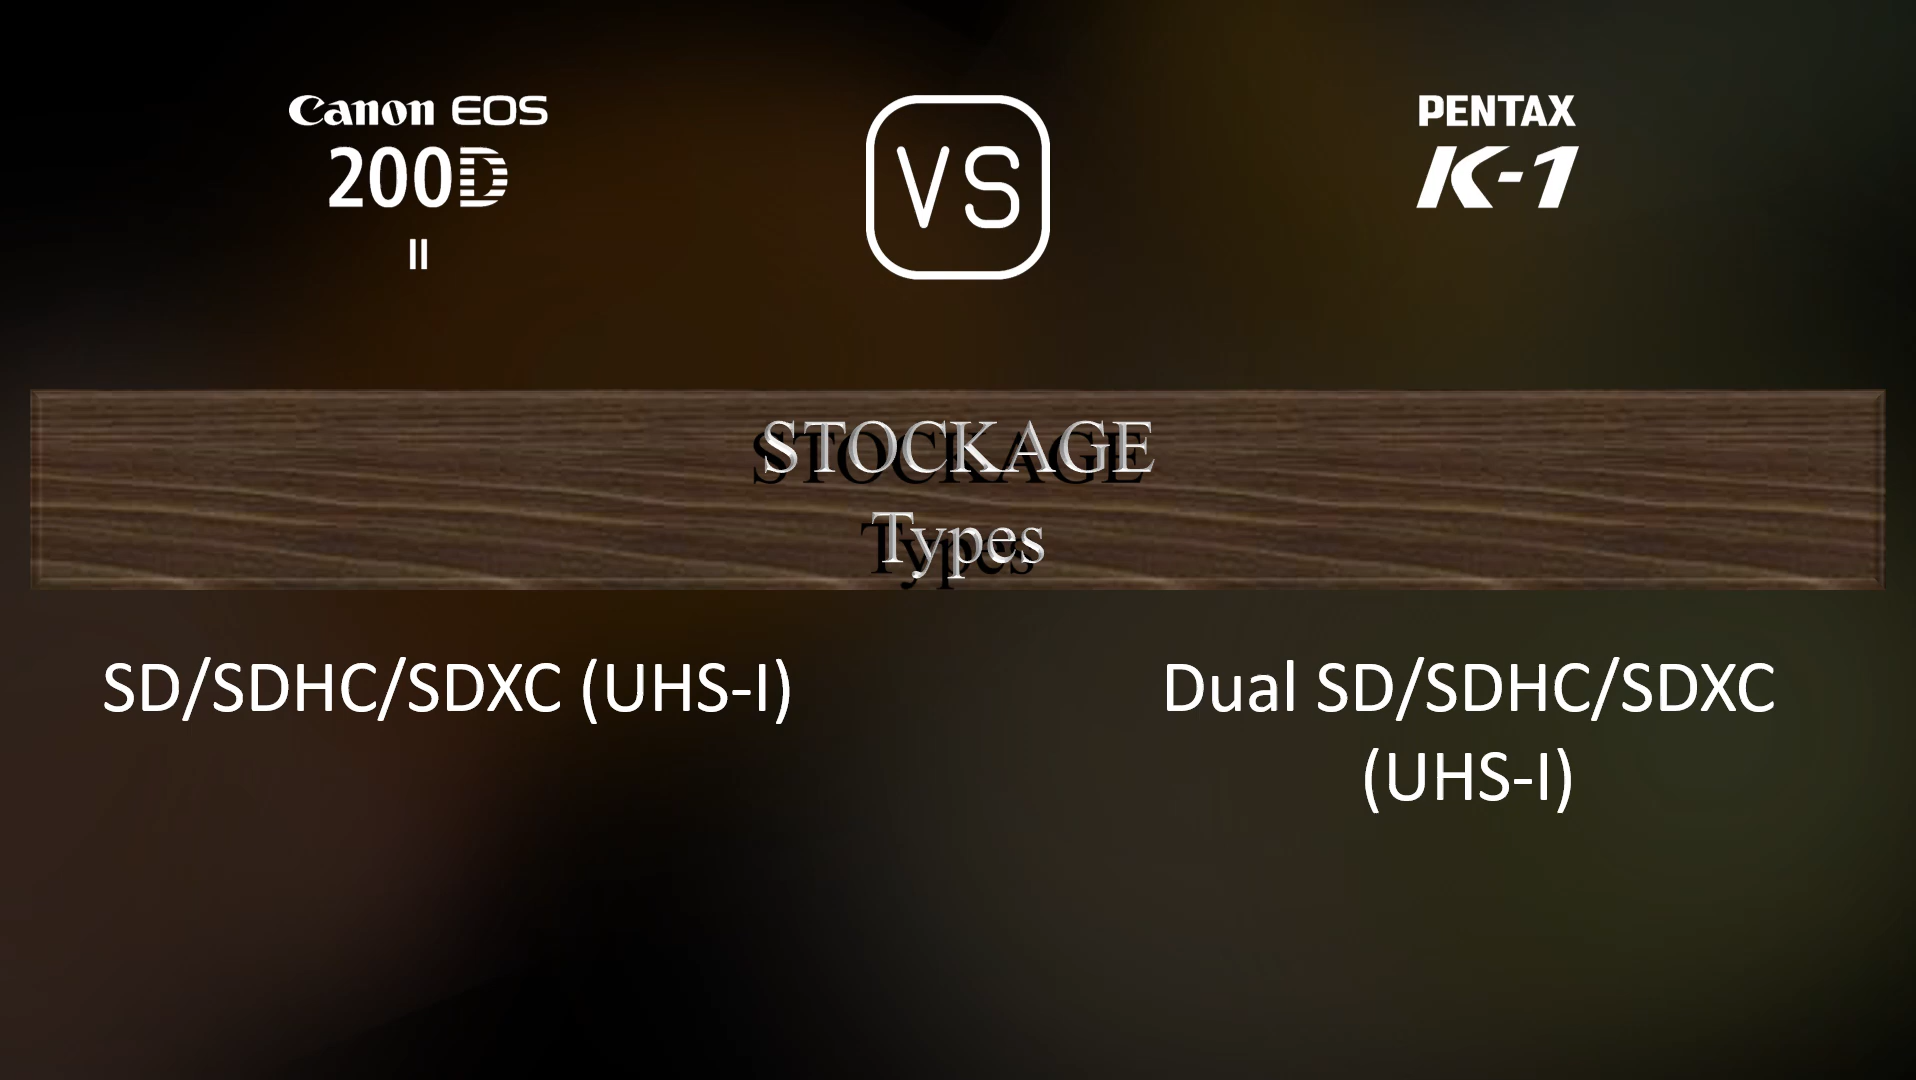 Canon EOS
200D
II
VS
PENTAX
K-1
STOCKAGE
Types
SD/SDHC/SDXC (UHS-I)
Dual SD/SDHC/SDXC
(UHS-I)